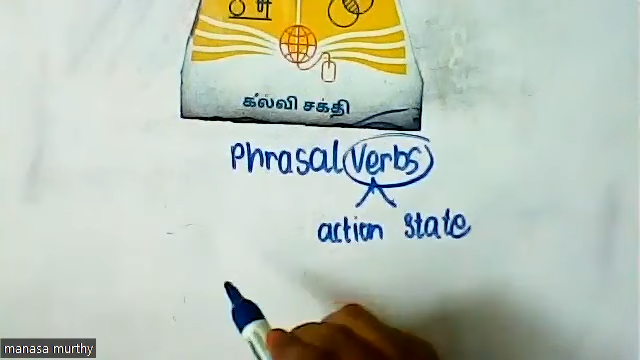 கல்வி சக்தி
Phrasal Verbs
action state
manasa murthy